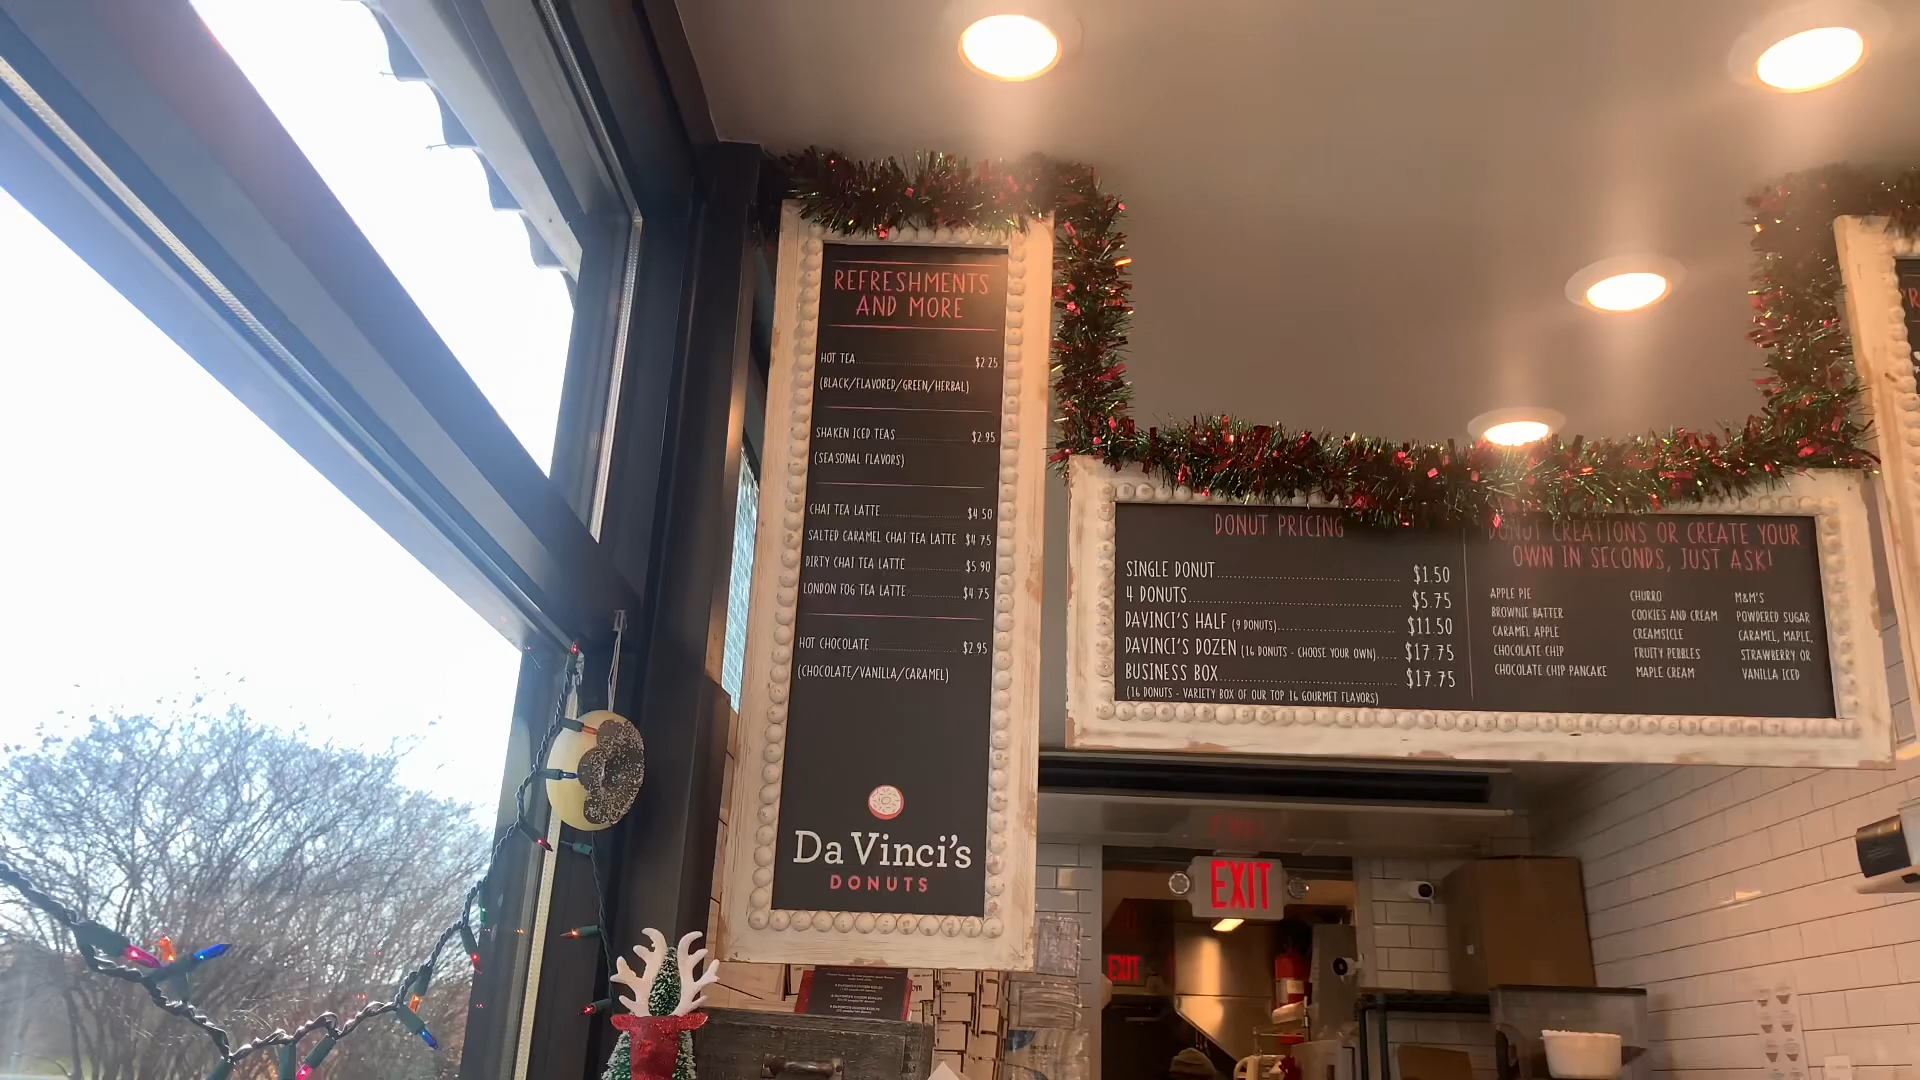 REFRESHMENTS
AND MORE
HOT TEA $2.25
(BLACK/FLAVORED/GREEN/HERBAL)
SHAKEN ICED TEAS $2.95
(SEASONAL FLAVORS)
CHAI TEA LATTE $4.50
SALTED CARAMEL CHAI TEA LATTE $4.75
DIRTY CHAI TEA LATTE $5.90
LONDON FOG TEA LATTE $4.75
HOT CHOCOLATE $2.95
(CHOCOLATE/VANILLA/CARAMEL)
Da Vinci's
DONUTS
DONUT PRICING
SINGLE DONUT $1.50
4 DONUTS $5.75
DAVINCI'S HALF (9 DONUTS) $11.50
DAVINCI'S DOZEN (16 DONUTS - CHOOSE YOUR OWN) $17.75
BUSINESS BOX $17.75
(16 DONUTS - VARIETY BOX OF OUR TOP 16 GOURMET FLAVORS)
DONUT CREATIONS OR CREATE YOUR
OWN IN SECONDS, JUST ASK!
APPLE PIE
BROWNIE BATTER
CARAMEL APPLE
CHOCOLATE CHIP
CHOCOLATE CHIP PANCAKE
CHURRO
COOKIES AND CREAM
CREAMSICLE
FRUITY PEBBLES
MAPLE CREAM
M&M'S
POWDERED SUGAR
CARAMEL, MAPLE,
STRAWBERRY OR
VANILLA ICED
EXIT
EXIT